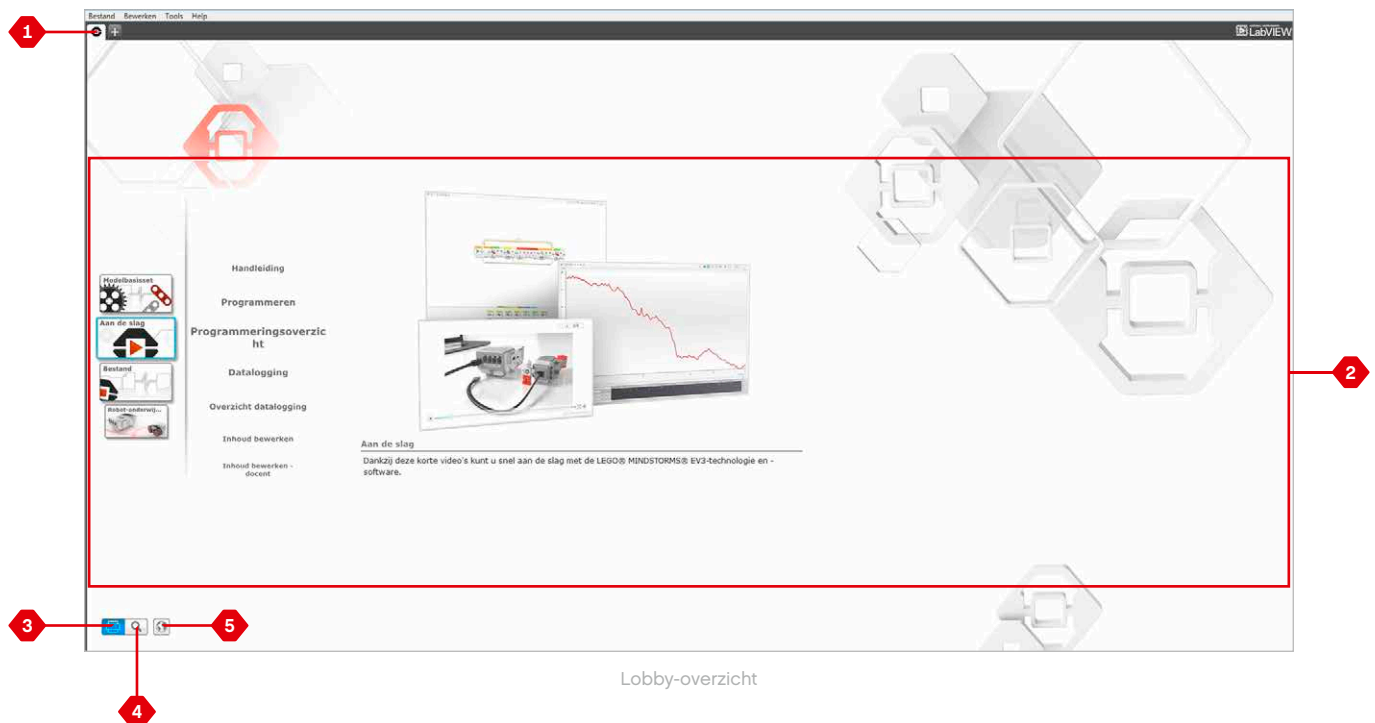 Bestand Bewerken Tools Help
1
LabVIEW
Handleiding
Modelbasisset
Programmeren
Aan de slag
Programmeringsoverzic
ht
Bestand
Datalogging
2
Robot-onderwij...
Overzicht datalogging
Inhoud bewerken
Aan de slag
Inhoud bewerken -
docent
Dankzij deze korte video's kunt u snel aan de slag met de LEGO® MINDSTORMS® EV3-technologie en -
software.
3
5
Lobby-overzicht
4